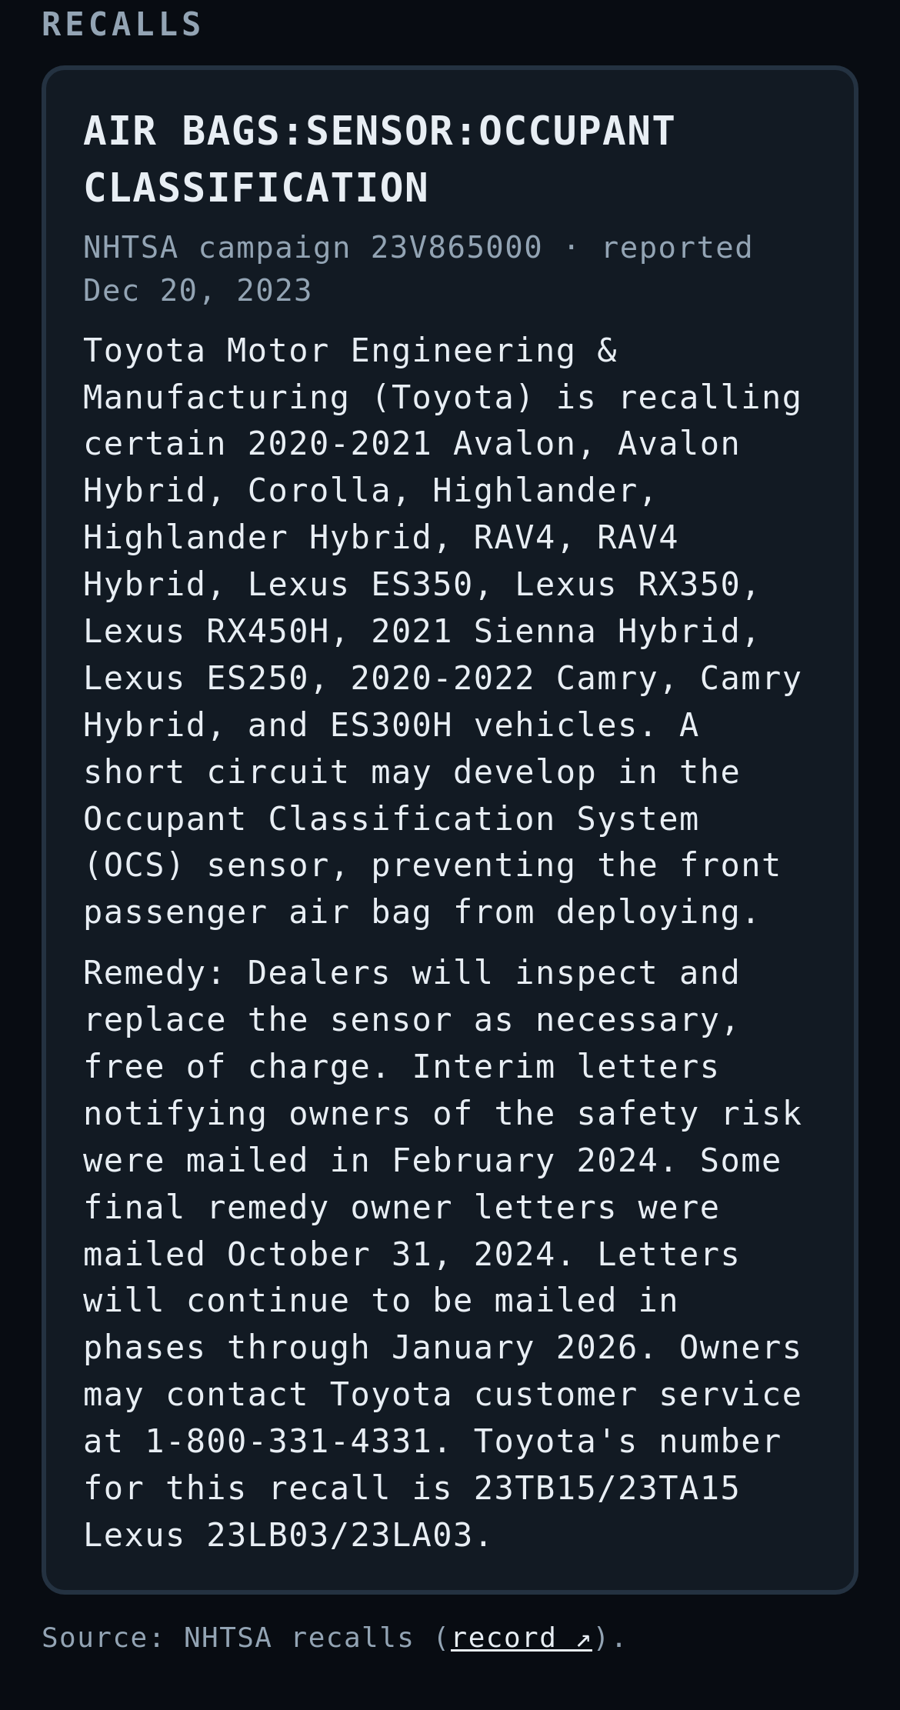 RECALLS
AIR BAGS:SENSOR:OCCUPANT
CLASSIFICATION
NHTSA campaign 23V865000 · reported
Dec 20, 2023
Toyota Motor Engineering &
Manufacturing (Toyota) is recalling
certain 2020-2021 Avalon, Avalon
Hybrid, Corolla, Highlander,
Highlander Hybrid, RAV4, RAV4
Hybrid, Lexus ES350, Lexus RX350,
Lexus RX450H, 2021 Sienna Hybrid,
Lexus ES250, 2020-2022 Camry, Camry
Hybrid, and ES300H vehicles. A
short circuit may develop in the
Occupant Classification System
(OCS) sensor, preventing the front
passenger air bag from deploying.
Remedy: Dealers will inspect and
replace the sensor as necessary,
free of charge. Interim letters
notifying owners of the safety risk
were mailed in February 2024. Some
final remedy owner letters were
mailed October 31, 2024. Letters
will continue to be mailed in
phases through January 2026. Owners
may contact Toyota customer service
at 1-800-331-4331. Toyota's number
for this recall is 23TB15/23TA15
Lexus 23LB03/23LA03.
Source: NHTSA recalls (record ↗).